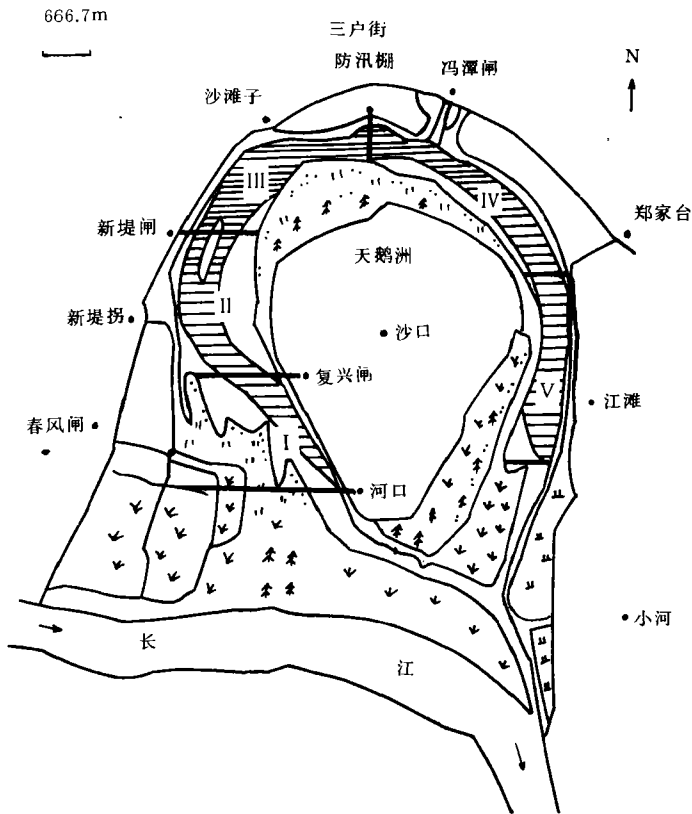 666.7m
三户街
防汛棚
冯潭闸
N
沙滩子
III
IV
郑家台
新堤闸
天鹅洲
II
新堤拐
沙口
复兴闸
V
江滩
春风闸
I
河口
小河
长
江